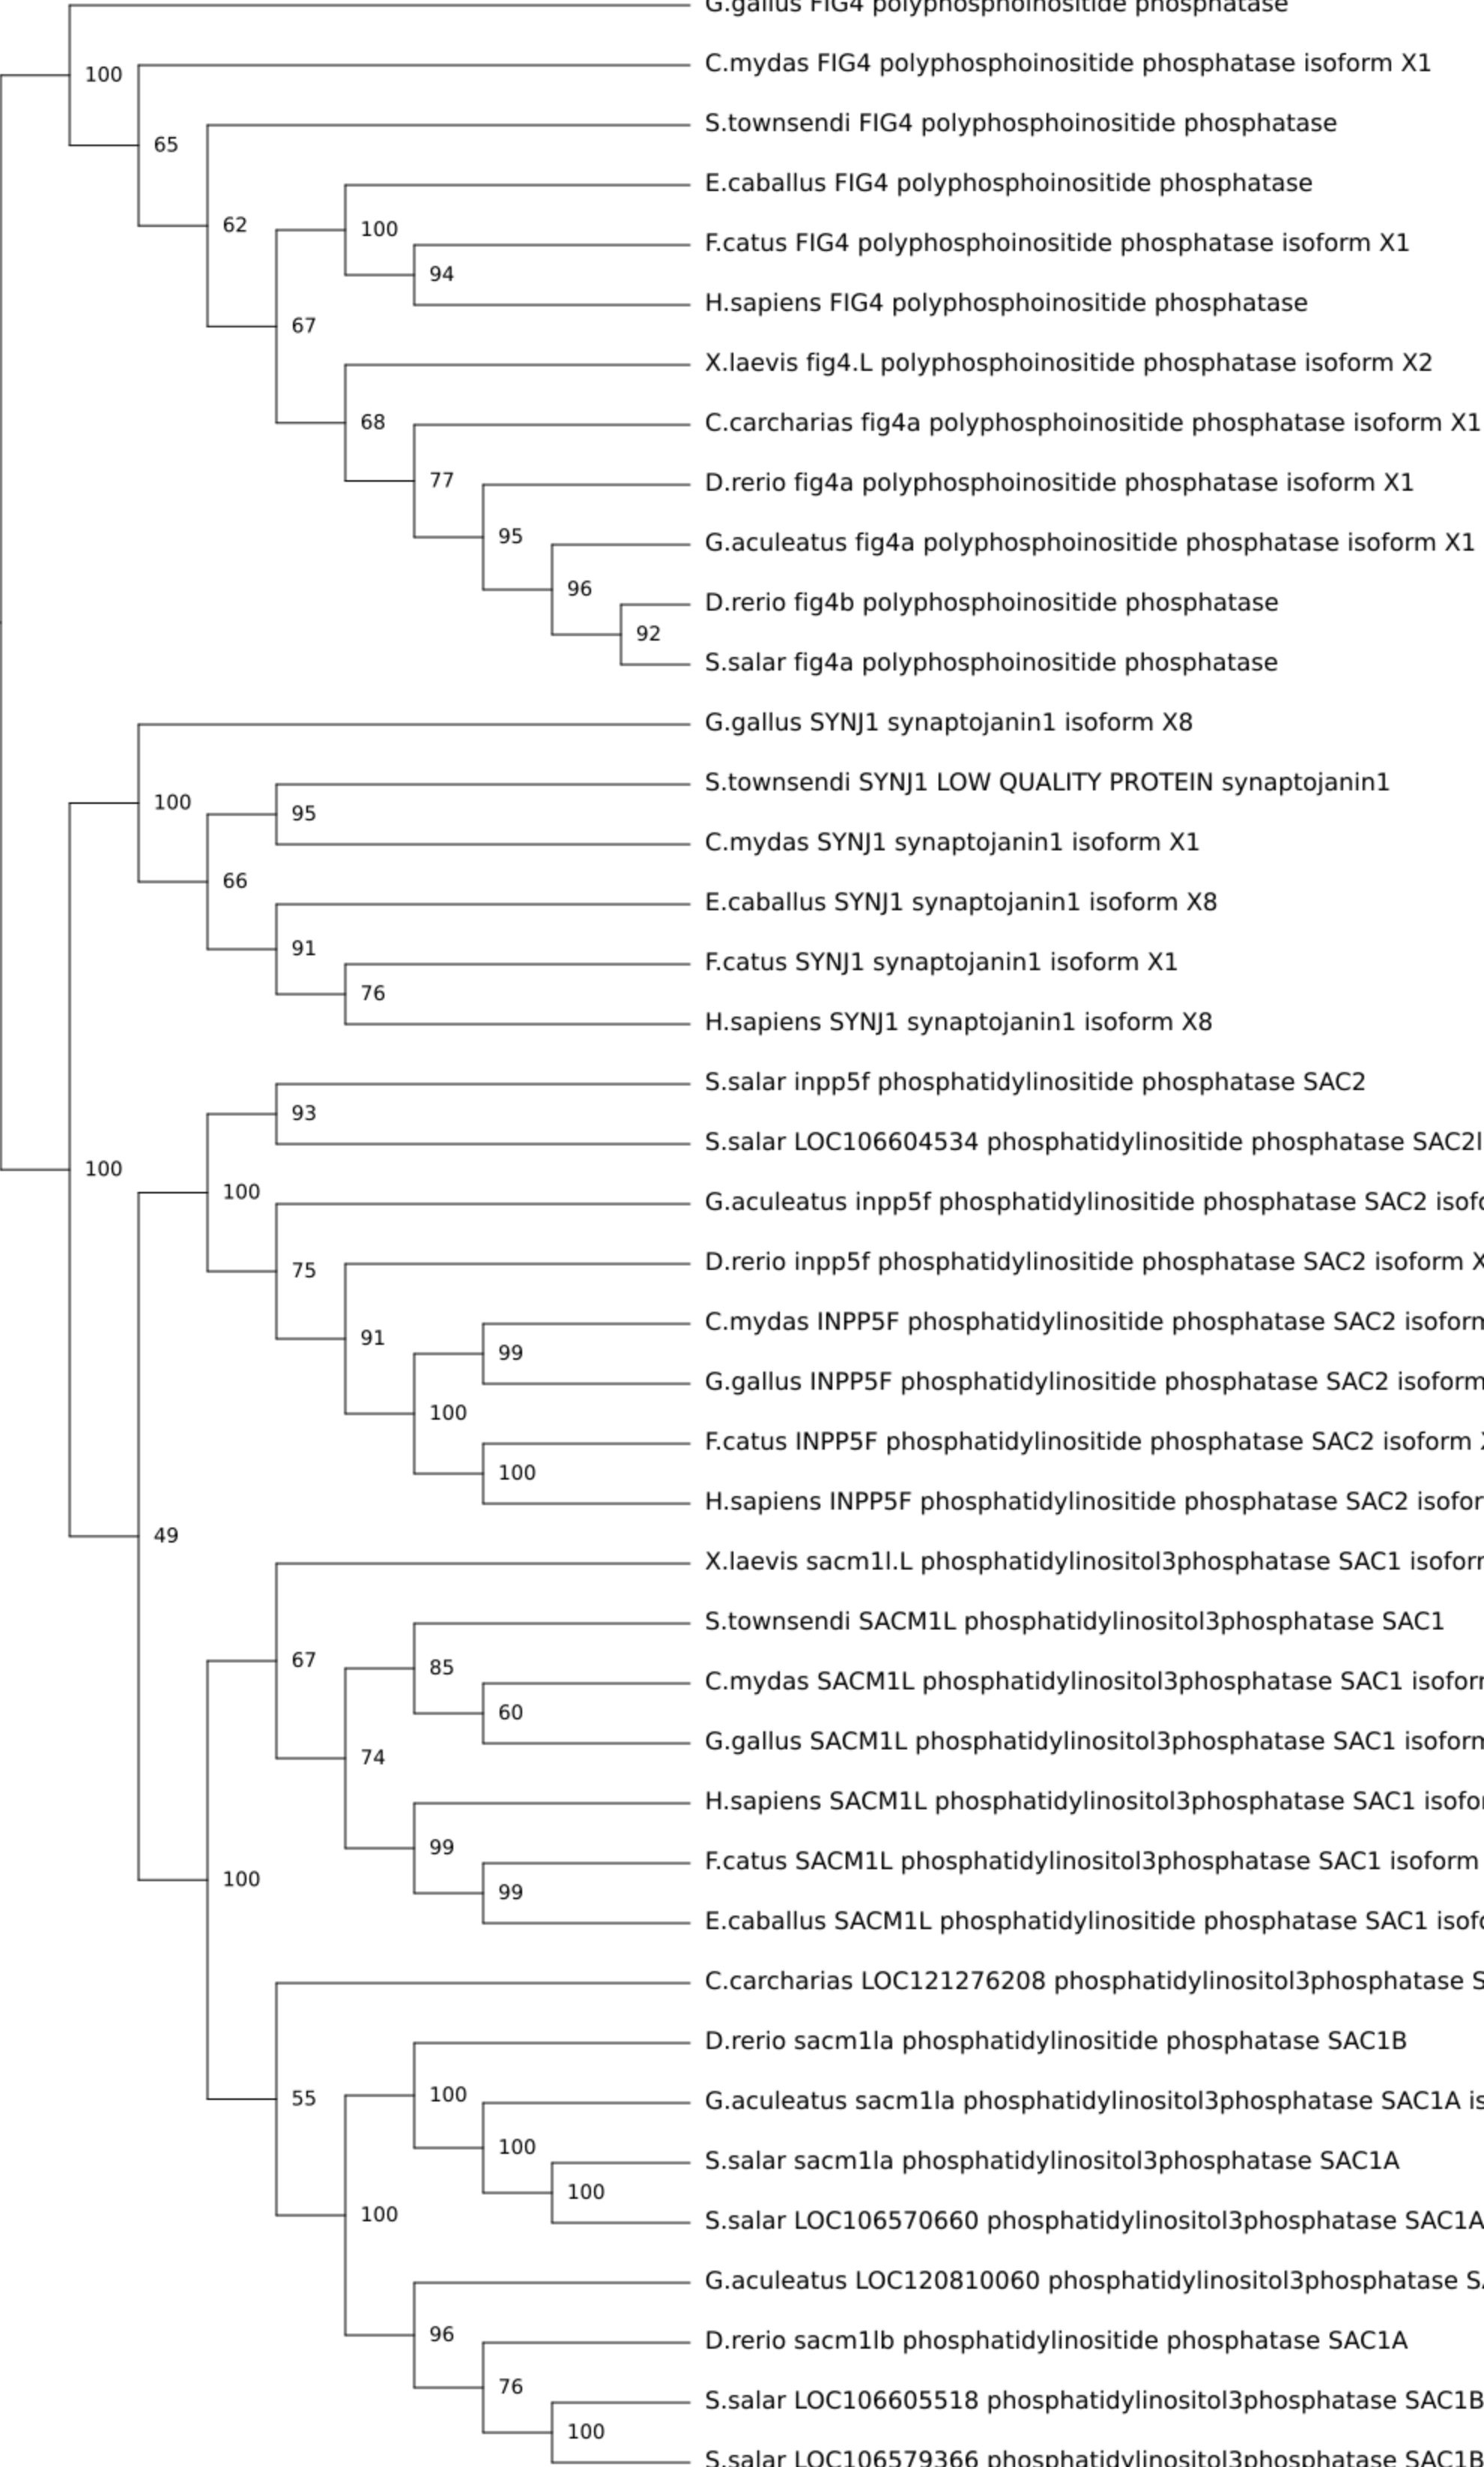 G.gallus FIG4 polyphosphoinositide phosphatase
C.mydas FIG4 polyphosphoinositide phosphatase isoform X1
100
S.townsendi FIG4 polyphosphoinositide phosphatase
65
E.caballus FIG4 polyphosphoinositide phosphatase
62
100
F.catus FIG4 polyphosphoinositide phosphatase isoform X1
94
H.sapiens FIG4 polyphosphoinositide phosphatase
67
X.laevis fig4.L polyphosphoinositide phosphatase isoform X2
68
C.carcharias fig4a polyphosphoinositide phosphatase isoform X1
77
D.rerio fig4a polyphosphoinositide phosphatase isoform X1
95
G.aculeatus fig4a polyphosphoinositide phosphatase isoform X1
96
D.rerio fig4b polyphosphoinositide phosphatase
92
S.salar fig4a polyphosphoinositide phosphatase
G.gallus SYNJ1 synaptojanin1 isoform X8
S.townsendi SYNJ1 LOW QUALITY PROTEIN synaptojanin1
100
95
C.mydas SYNJ1 synaptojanin1 isoform X1
66
E.caballus SYNJ1 synaptojanin1 isoform X8
91
F.catus SYNJ1 synaptojanin1 isoform X1
76
H.sapiens SYNJ1 synaptojanin1 isoform X8
S.salar inpp5f phosphatidylinositide phosphatase SAC2
93
S.salar LOC106604534 phosphatidylinositide phosphatase SAC2l
100
100
G.aculeatus inpp5f phosphatidylinositide phosphatase SAC2
D.rerio inpp5f phosphatidylinositide phosphatase SAC2 isoform
75
C.mydas INPP5F phosphatidylinositide phosphatase SAC2 isoform
91
99
G.gallus INPP5F phosphatidylinositide phosphatase SAC2 isoform
100
F.catus INPP5F phosphatidylinositide phosphatase SAC2 isoform
100
H.sapiens INPP5F phosphatidylinositide phosphatase SAC2
49
X.laevis sacm1l.L phosphatidylinositol3phosphatase SAC1
S.townsendi SACM1L phosphatidylinositol3phosphatase SAC1
67
85
C.mydas SACM1L phosphatidylinositol3phosphatase SAC1
60
G.gallus SACM1L phosphatidylinositol3phosphatase SAC1 isoform
74
H.sapiens SACM1L phosphatidylinositol3phosphatase SAC1
99
F.catus SACM1L phosphatidylinositol3phosphatase SAC1 isoform
100
99
E.caballus SACM1L phosphatidylinositide phosphatase SAC1
C.carcharias LOC121276208 phosphatidylinositol3phosphatase
D.rerio sacm1la phosphatidylinositide phosphatase SAC1B
55
100
G.aculeatus sacm1la phosphatidylinositol3phosphatase SAC1A
100
S.salar sacm1la phosphatidylinositol3phosphatase SAC1A
100
100
S.salar LOC106570660 phosphatidylinositol3phosphatase SAC1A
G.aculeatus LOC120810060 phosphatidylinositol3phosphatase
96
D.rerio sacm1lb phosphatidylinositide phosphatase SAC1A
76
S.salar LOC106605518 phosphatidylinositol3phosphatase SAC1B
100
S.salar LOC106579366 phosphatidylinositol3phosphatase SAC1B